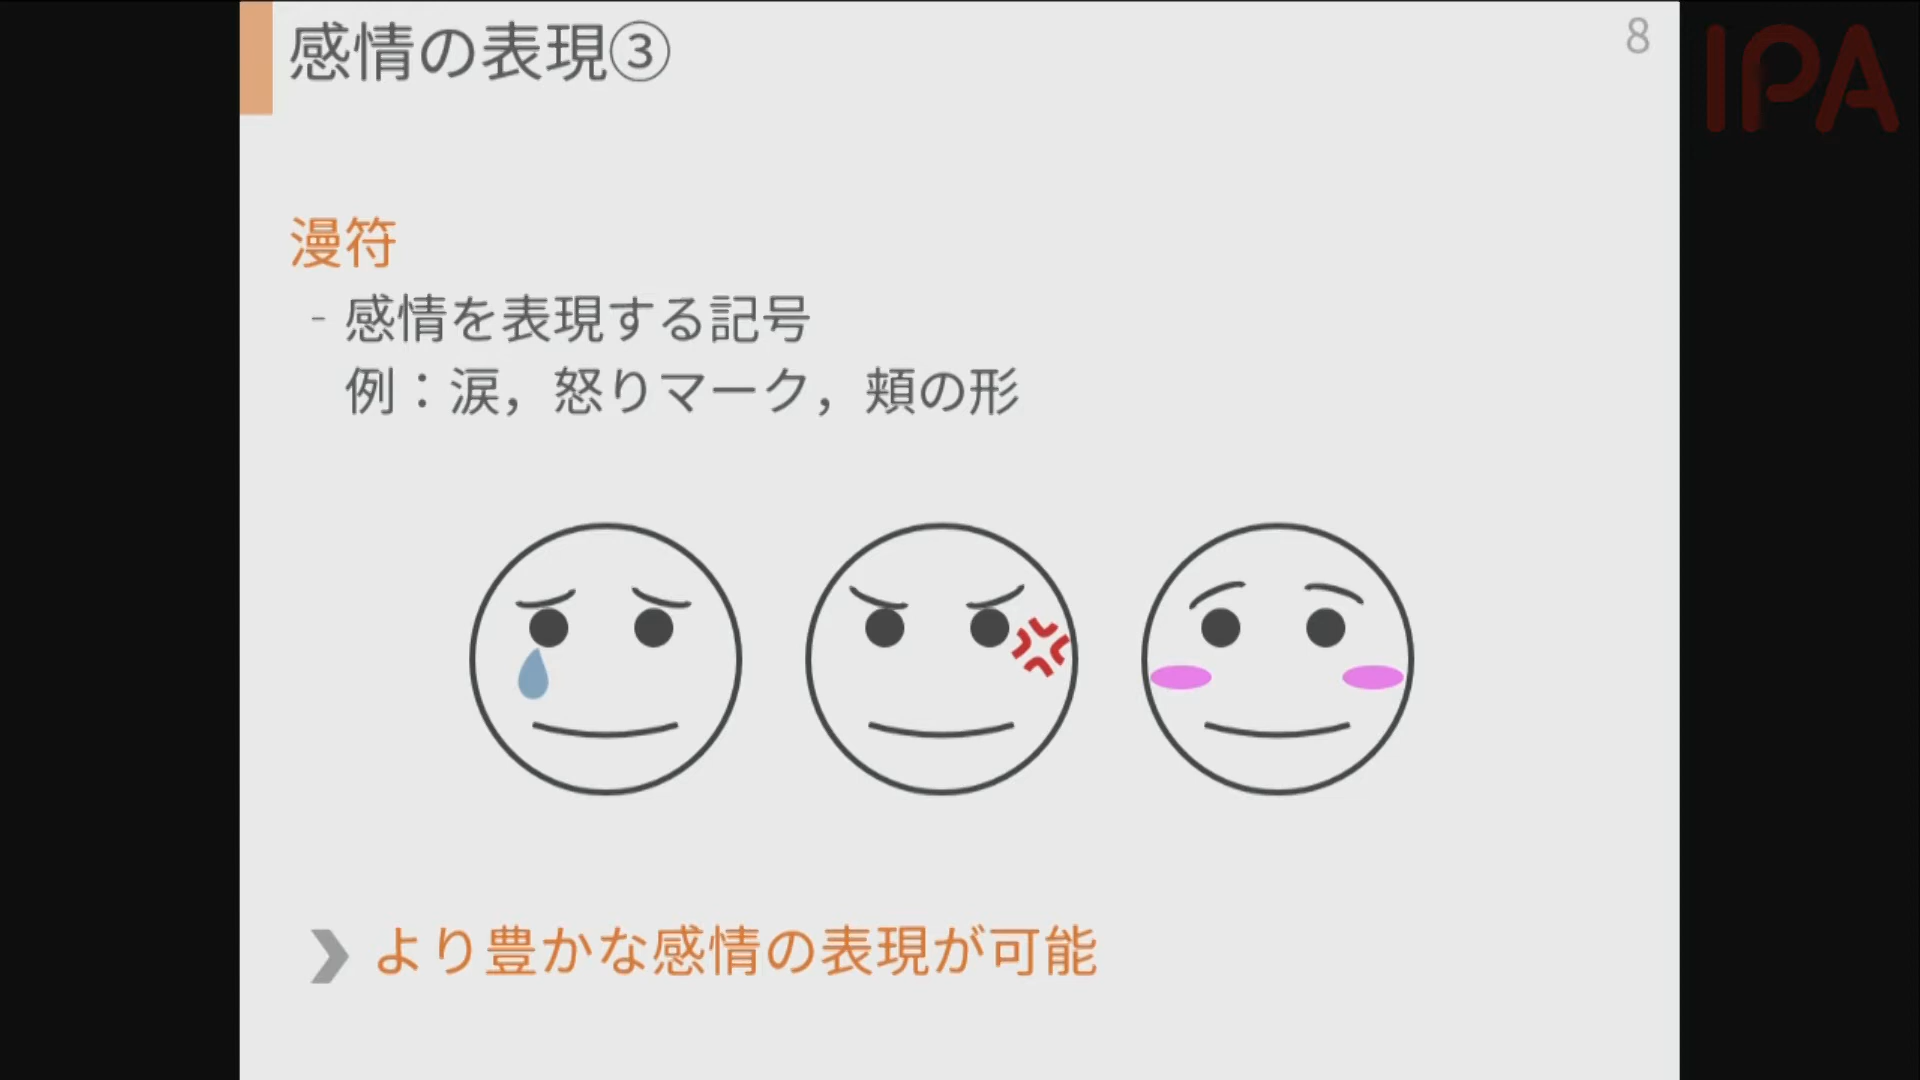 感情の表現③
8
IPA
漫符
- 感情を表現する記号
例：涙，怒りマーク，頬の形
より豊かな感情の表現が可能